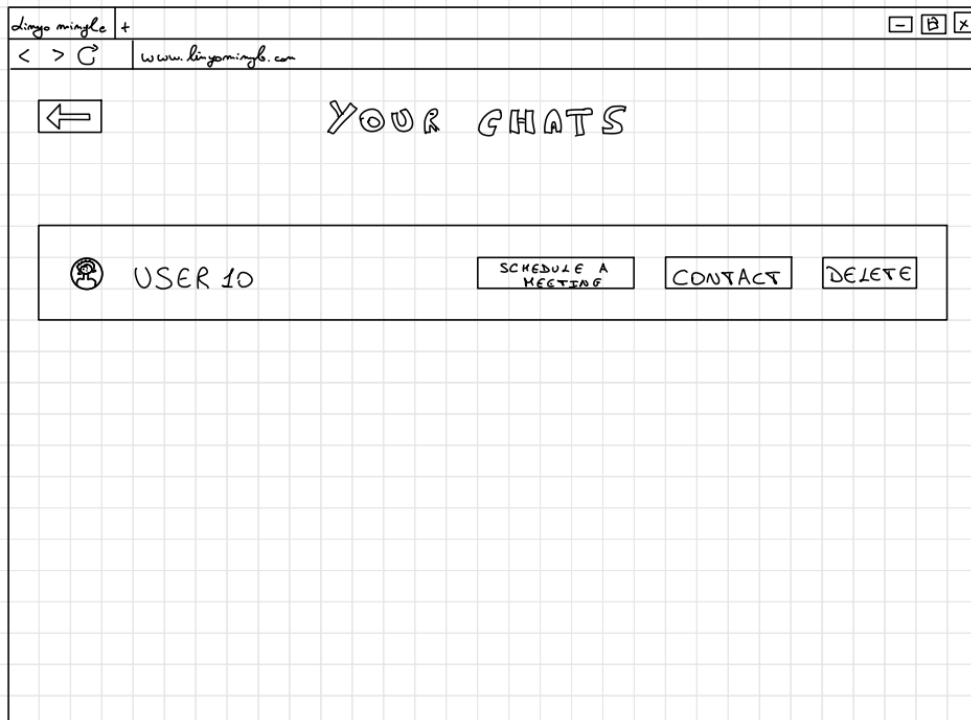 lingo mingle +
www.lingomingle.com
YOUR CHATS
USER 10
SCHEDULE A
MEETING
CONTACT
DELETE